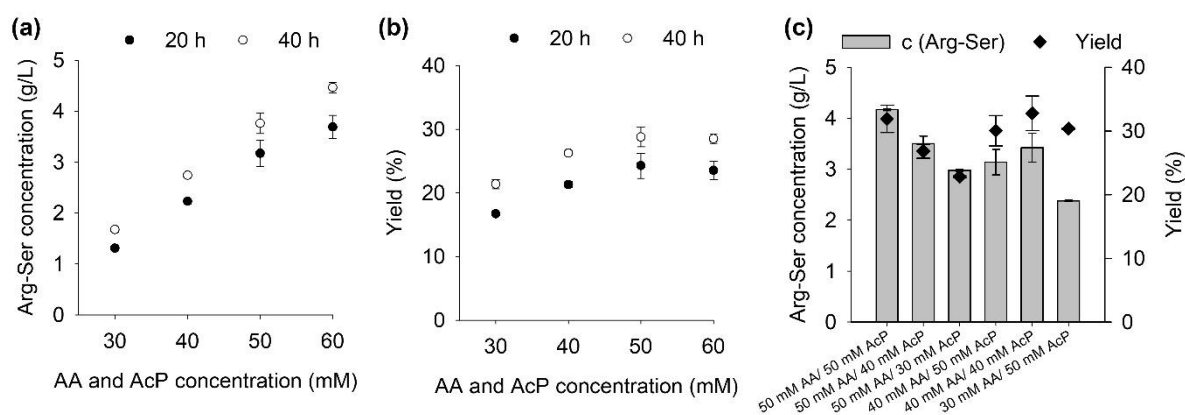 (a)
20 h 40 h
Arg-Ser concentration (g/L)
5
4
3
2
1
0
30 40 50 60
AA and AcP concentration (mM)
(b)
20 h 40 h
Yield (%)
40
30
20
10
0
30 40 50 60
AA and AcP concentration (mM)
(c)
c (Arg-Ser) Yield
Arg-Ser concentration (g/L)
5
4
3
2
1
0
40
30
20
10
0
Yield (%)
50 mM AA/ 50 mM AcP
50 mM AA/ 40 mM AcP
50 mM AA/ 30 mM AcP
40 mM AA/ 50 mM AcP
40 mM AA/ 40 mM AcP
30 mM AA/ 50 mM AcP